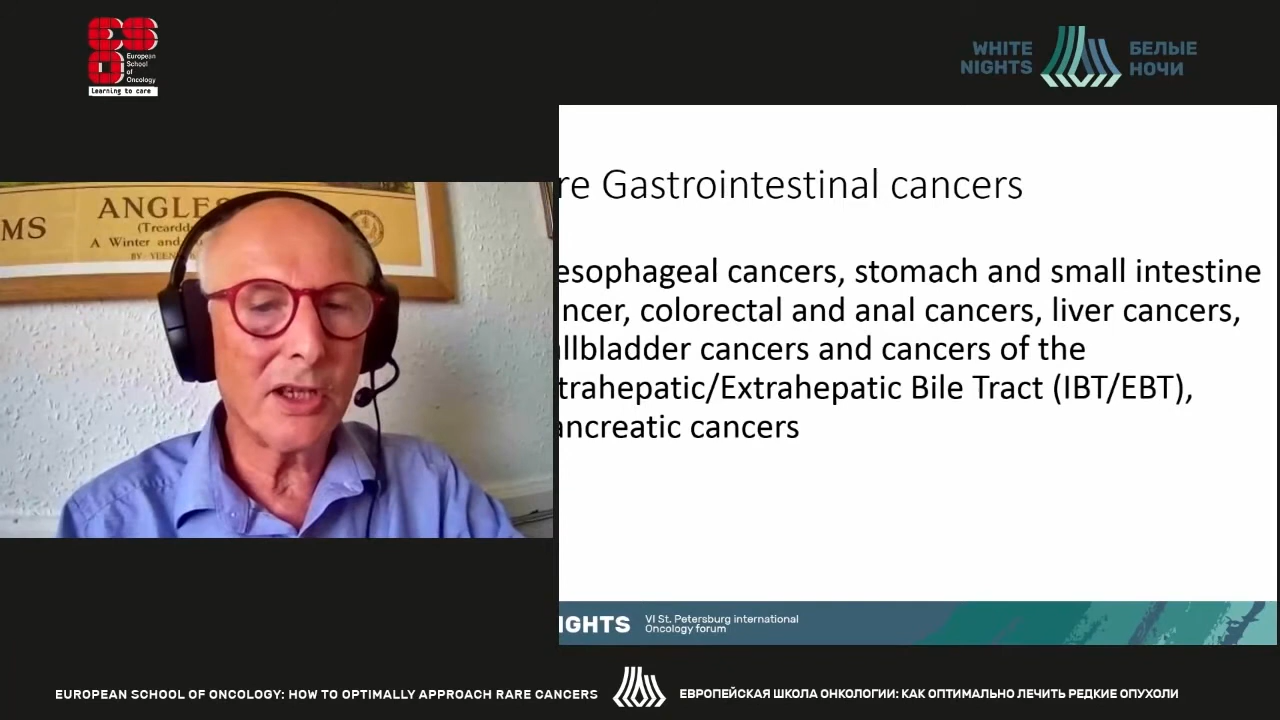 European
School
of
Oncology
Learning to care
WHITE
NIGHTS
БЕЛЫЕ
НОЧИ
re Gastrointestinal cancers
esophageal cancers, stomach and small intestine
ncer, colorectal and anal cancers, liver cancers,
llbladder cancers and cancers of the
trahepatic/Extrahepatic Bile Tract (IBT/EBT),
ancreatic cancers
MS
ANGLES
(Trearddu
A Winter and
BY
IGHTS
VI St. Petersburg international
Oncology forum
EUROPEAN SCHOOL OF ONCOLOGY: HOW TO OPTIMALLY APPROACH RARE CANCERS
ЕВРОПЕЙСКАЯ ШКОЛА ОНКОЛОГИИ: КАК ОПТИМАЛЬНО ЛЕЧИТЬ РЕДКИЕ ОПУХОЛИ